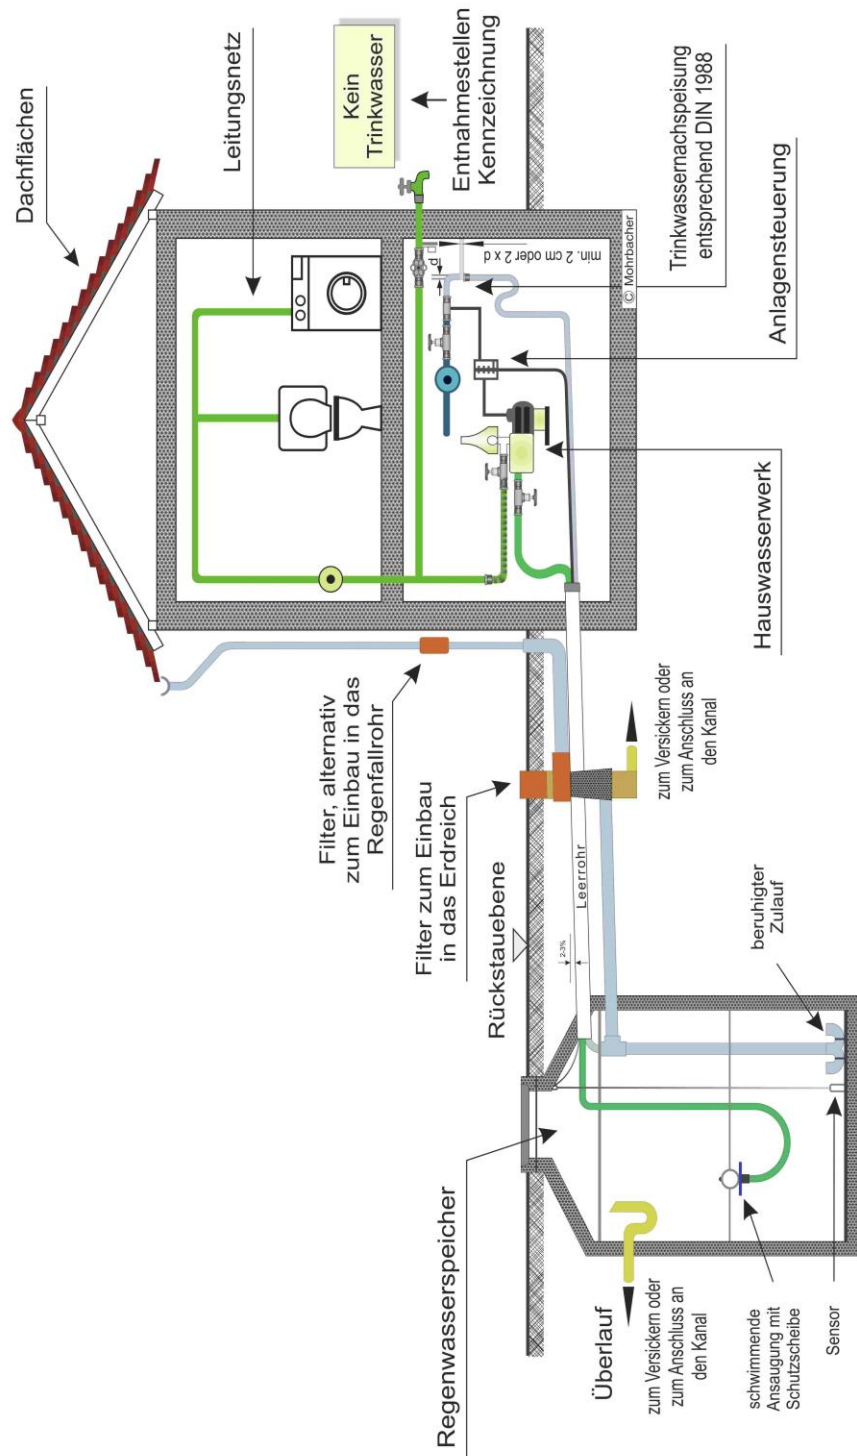 Dachflächen
Leitungsnetz
Kein
Trinkwasser
Entnahmestellen
Kennzeichnung
Trinkwassernachspeisung
entsprechend DIN 1988
Anlagensteuerung
d
min. 2 cm oder 2 x d
© Mohrbacher
Hauswasserwerk
Filter, alternativ
zum Einbau in das
Regenfallrohr
Filter zum Einbau
in das Erdreich
zum Versickern oder
zum Anschluss an
den Kanal
Rückstauebene
Leerrohr
2-3%
beruhigter
Zulauf
Regenwasserspeicher
Überlauf
zum Versickern oder
zum Anschluss an
den Kanal
schwimmende
Ansaugung mit
Schutzscheibe
Sensor